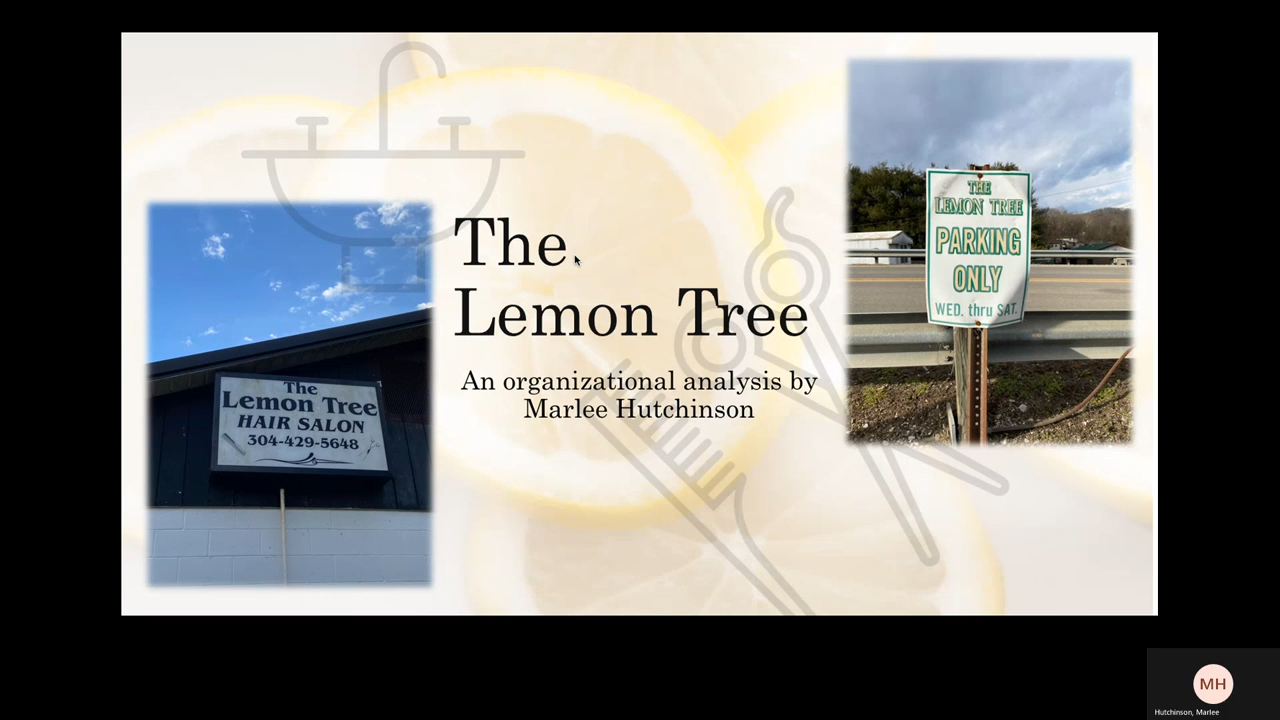 The
Lemon Tree
An organizational analysis by
Marlee Hutchinson
The
Lemon Tree
HAIR SALON
304-429-5648
THE
LEMON TREE
PARKING
ONLY
WED. thru SAT.
MH
Hutchinson, Marlee